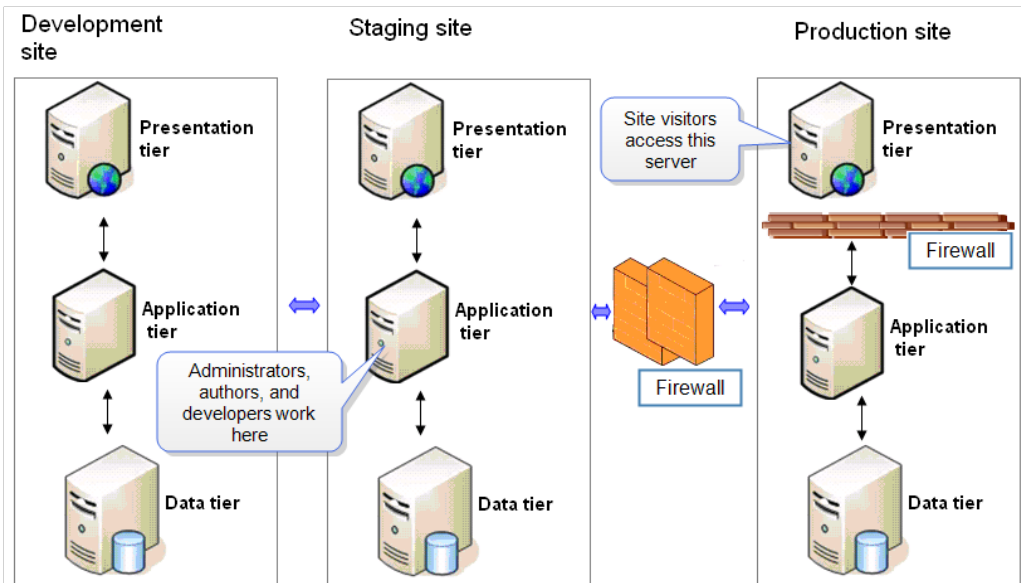 Development
site
Staging site
Production site
Presentation
tier
Application
tier
Data tier
Presentation
tier
Application
tier
Administrators,
authors, and
developers work
here
Data tier
Firewall
Site visitors
access this
server
Presentation
tier
Firewall
Application
tier
Data tier